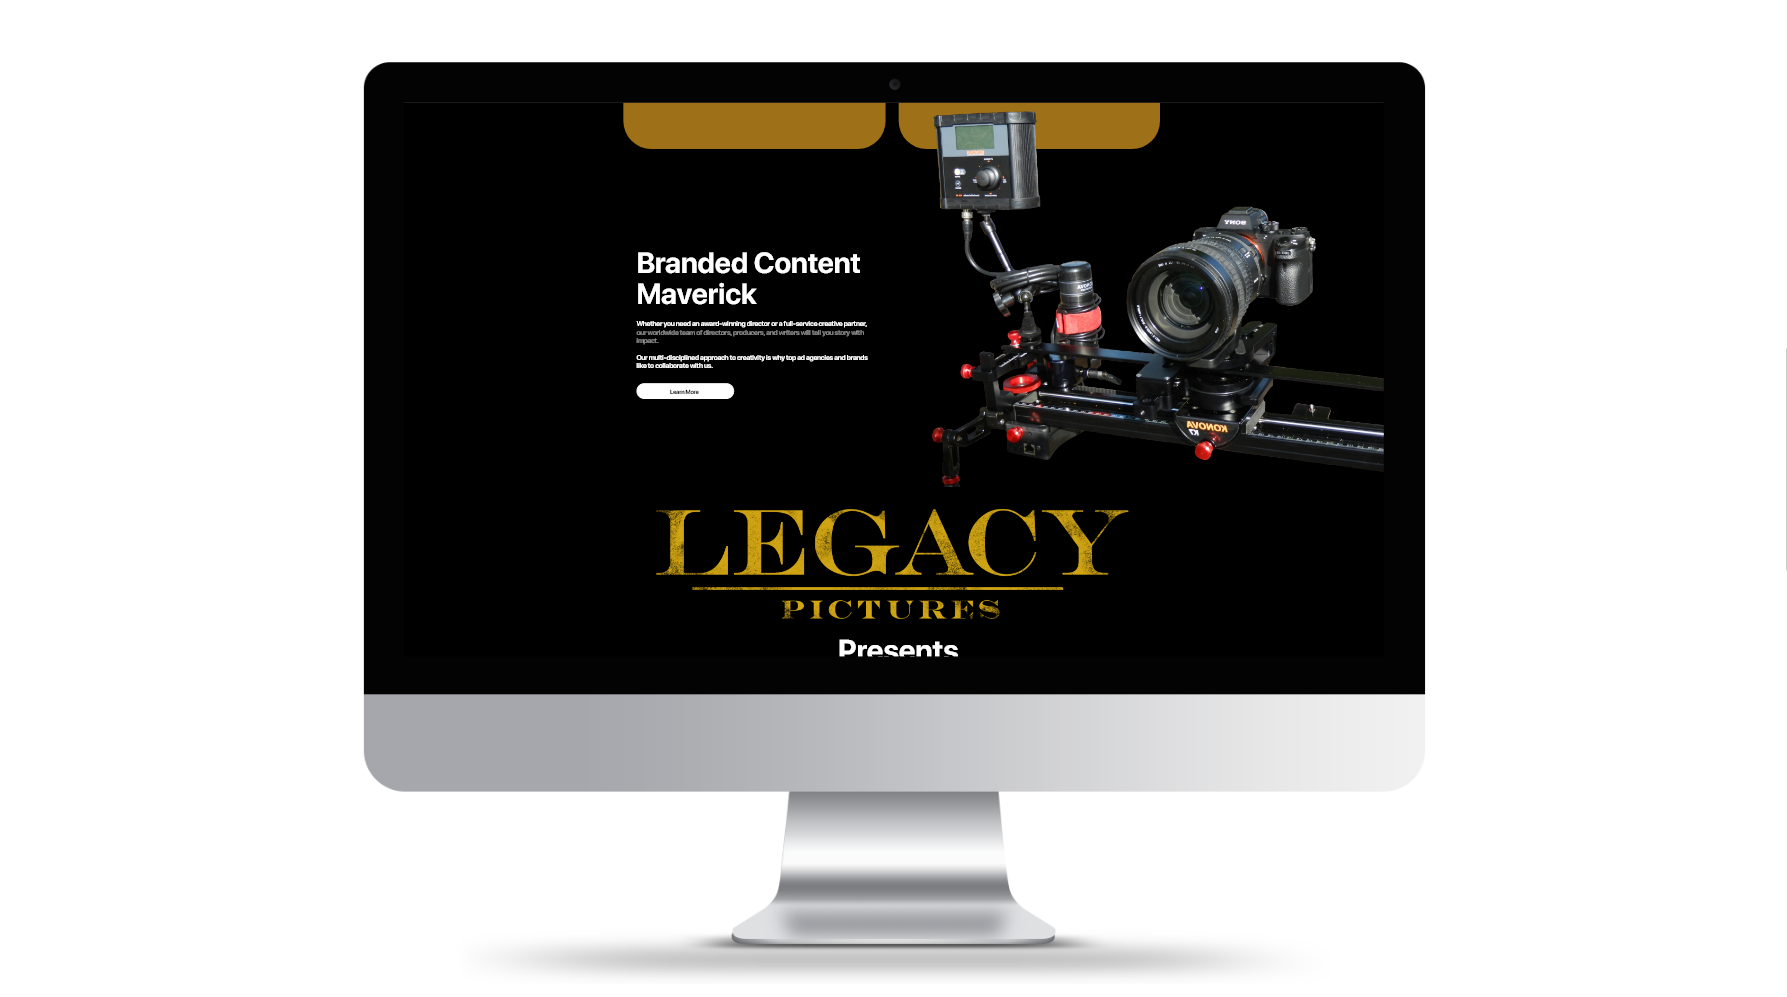 Branded Content
Maverick
Whether you need an award-winning director or a full-service creative partner,
our worldwide team of directors, producers, and writers will tell you story with
impact.
Our multi-disciplined approach to creativity is why top ad agencies and brands
like to collaborate with us.
Learn More
SONY
KONOVA
K7
LEGACY
PICTURES
Presents